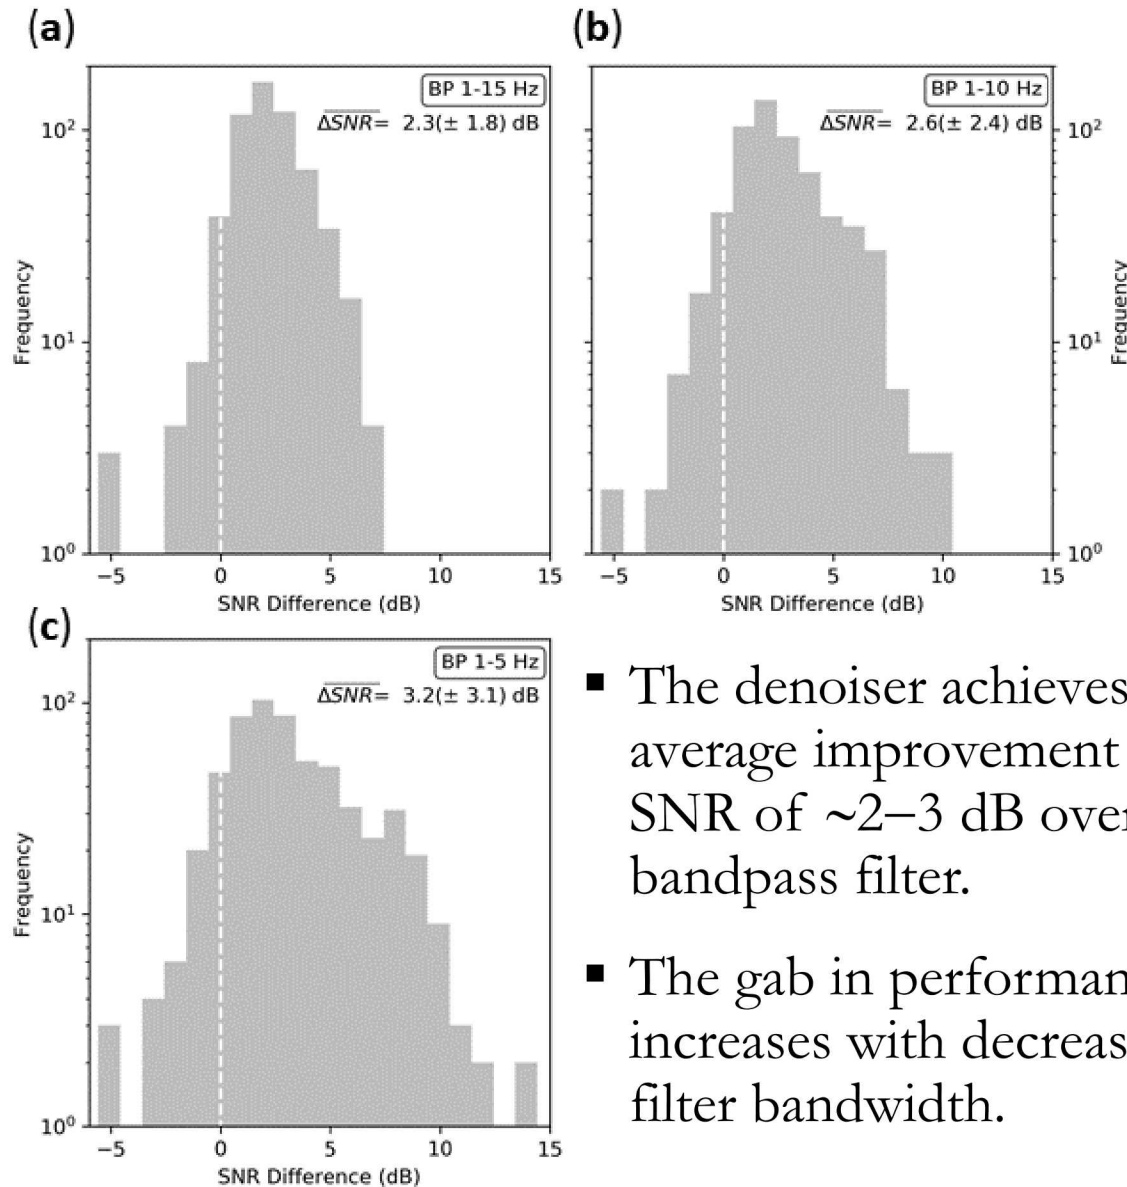 (a)
BP 1-15 Hz
ΔSNR= 2.3(± 1.8) dB
10²
10¹
10⁰
Frequency
−5 0 5 10 15
SNR Difference (dB)
(b)
BP 1-10 Hz
ΔSNR= 2.6(± 2.4) dB
10²
10¹
10⁰
Frequency
−5 0 5 10 15
SNR Difference (dB)
(c)
BP 1-5 Hz
ΔSNR= 3.2(± 3.1) dB
10²
10¹
10⁰
Frequency
−5 0 5 10 15
SNR Difference (dB)
▪ The denoiser achieves
average improvement
SNR of ~2–3 dB over
bandpass filter.
▪ The gab in performan
increases with decreas
filter bandwidth.